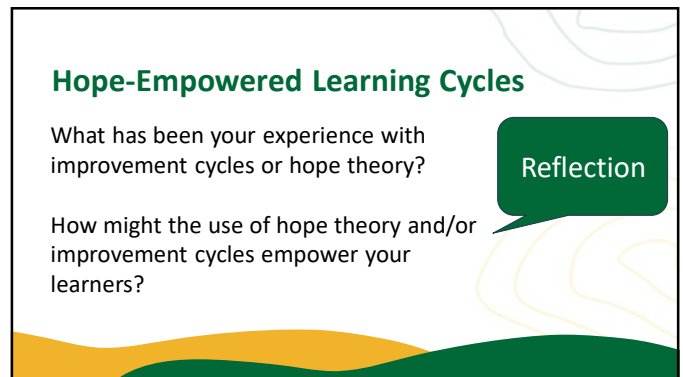 Hope-Empowered Learning Cycles
What has been your experience with
improvement cycles or hope theory?
Reflection
How might the use of hope theory and/or
improvement cycles empower your
learners?